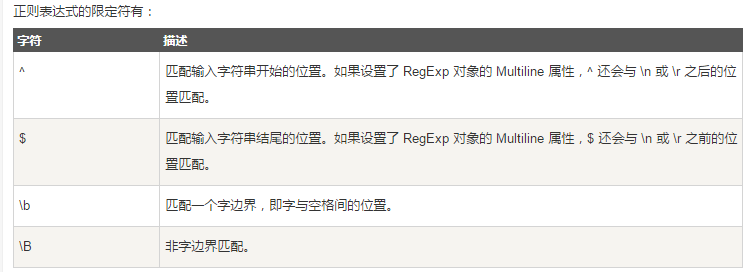 正则表达式的限定符有：
字符 描述
^ 匹配输入字符串开始的位置。如果设置了 RegExp 对象的 Multiline 属性，^ 还会与 \n 或 \r 之后的位
置匹配。
$ 匹配输入字符串结尾的位置。如果设置了 RegExp 对象的 Multiline 属性，$ 还会与 \n 或 \r 之前的位
置匹配。
\b 匹配一个字边界，即字与空格间的位置。
\B 非字边界匹配。